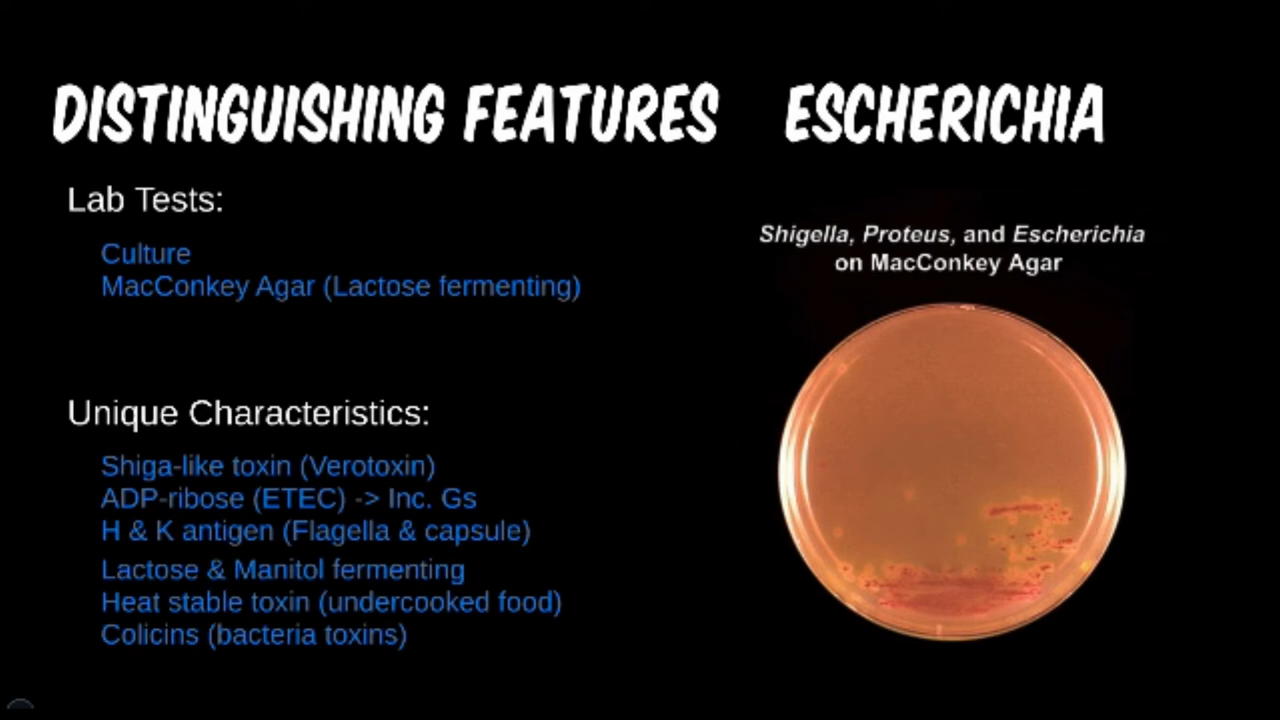 DISTINGUISHING FEATURES ESCHERICHIA
Lab Tests:
Culture
MacConkey Agar (Lactose fermenting)
Unique Characteristics:
Shiga-like toxin (Verotoxin)
ADP-ribose (ETEC) -> Inc. Gs
H & K antigen (Flagella & capsule)
Lactose & Manitol fermenting
Heat stable toxin (undercooked food)
Colicins (bacteria toxins)
Shigella, Proteus, and Escherichia
on MacConkey Agar